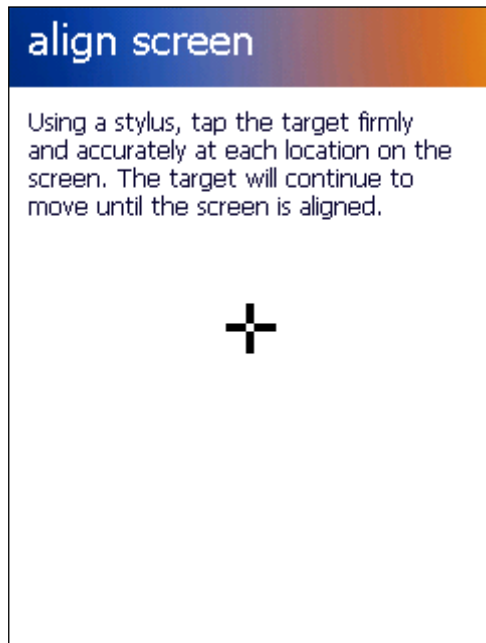 align screen
Using a stylus, tap the target firmly
and accurately at each location on the
screen. The target will continue to
move until the screen is aligned.